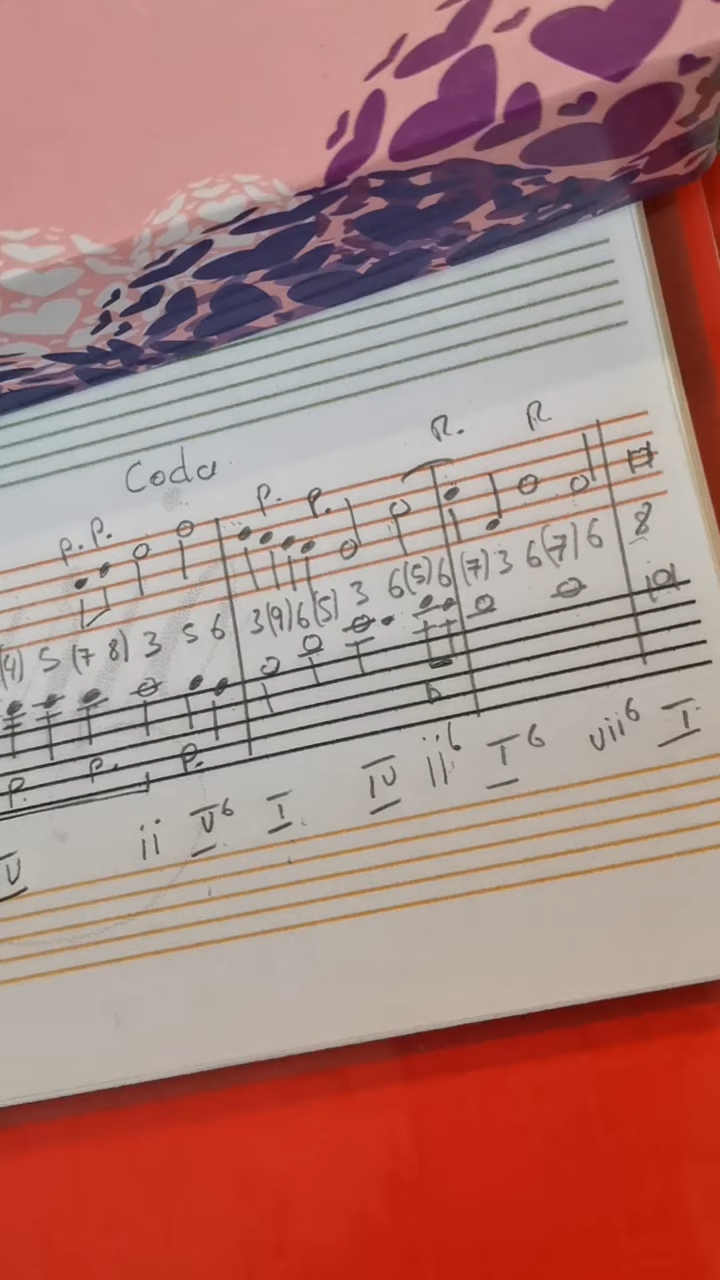 R. R
Coda
p. p. p. p.
(4) 5 (7 8) 3 5 6 3(9) 6(5) 3 6(5)6 (7) 3 6(7) 6 8
p. p. p.
V ii V6 I IV ii6 I6 vii6 I